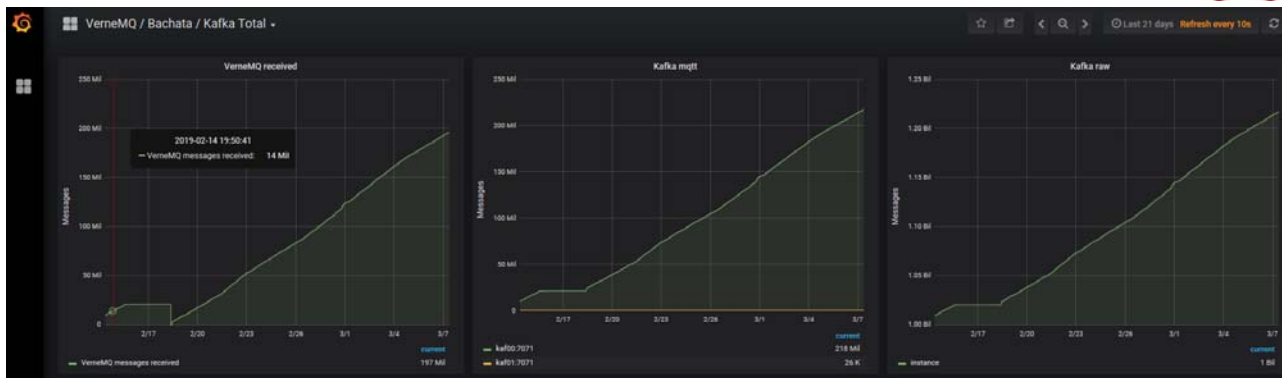 VerneMQ / Bachata / Kafka Total
Last 21 days Refresh every 10s
VerneMQ received
250 Mil
200 Mil
150 Mil
100 Mil
50 Mil
0
Messages
2019-02-14 19:50:41
VerneMQ messages received: 14 Mil
2/17 2/20 2/23 2/26 3/1 3/4 3/7
current
VerneMQ messages received 197 Mil
Kafka mqtt
250 Mil
200 Mil
150 Mil
100 Mil
50 Mil
0
Messages
2/17 2/20 2/23 2/26 3/1 3/4 3/7
current
kaf00:7071 218 Mil
kaf01:7071 26 K
Kafka raw
1.25 Bil
1.20 Bil
1.15 Bil
1.10 Bil
1.05 Bil
1.00 Bil
Messages
2/17 2/20 2/23 2/26 3/1 3/4 3/7
current
instance 1 Bil